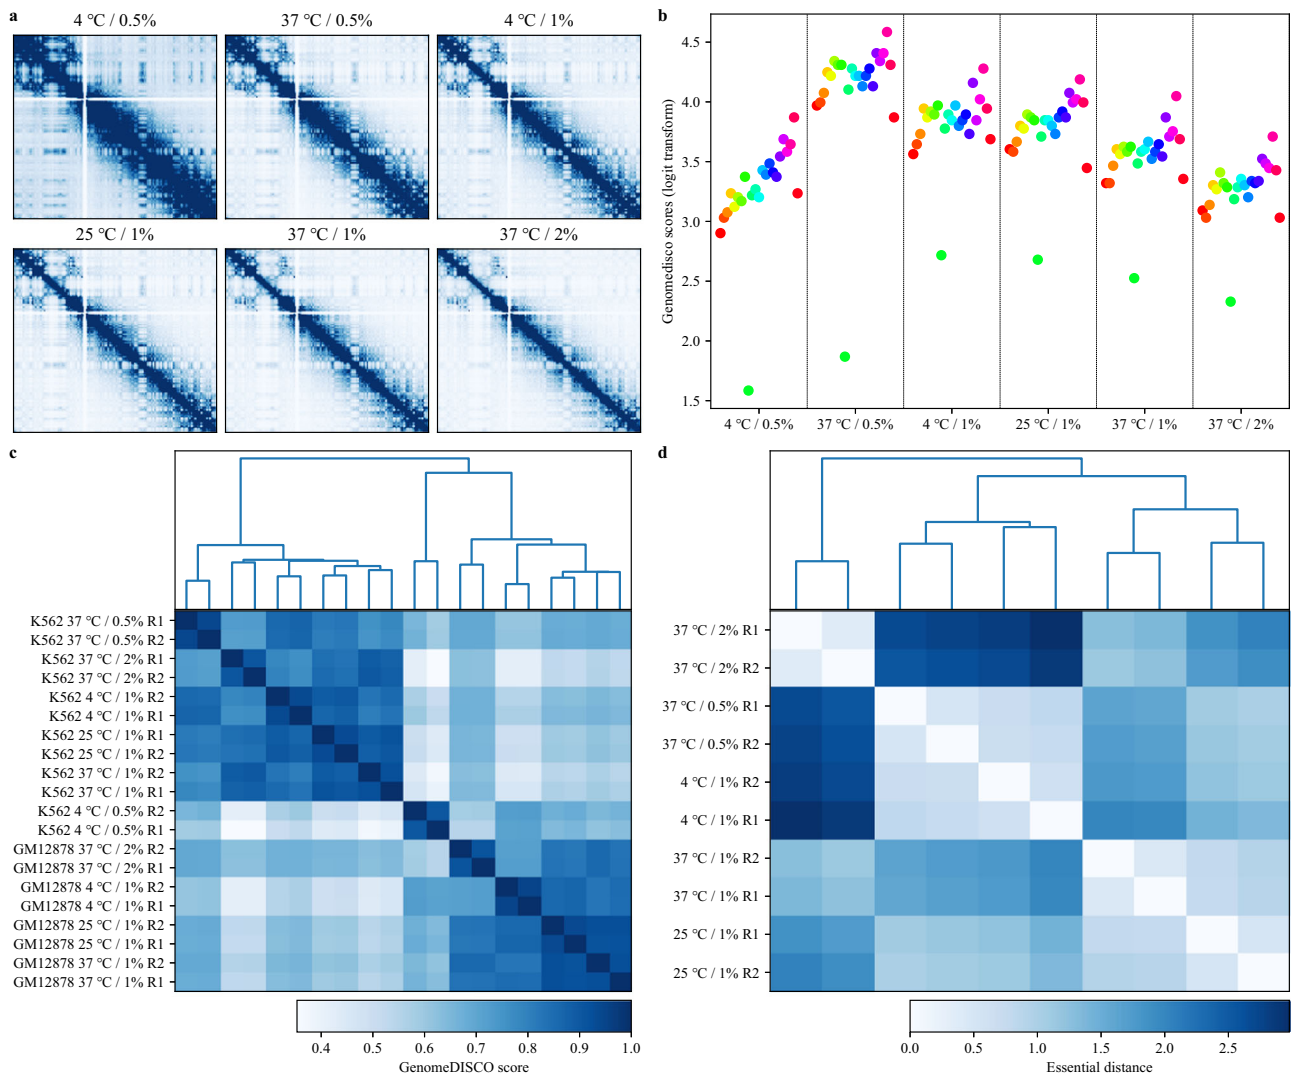 a
4 °C / 0.5%
37 °C / 0.5%
4 °C / 1%
25 °C / 1%
37 °C / 1%
37 °C / 2%
b
Genomedisco scores (logit transform)
4.5
4.0
3.5
3.0
2.5
2.0
1.5
4 °C / 0.5%
37 °C / 0.5%
4 °C / 1%
25 °C / 1%
37 °C / 1%
37 °C / 2%
c
K562 37 °C / 0.5% R1
K562 37 °C / 0.5% R2
K562 37 °C / 2% R1
K562 37 °C / 2% R2
K562 4 °C / 1% R2
K562 4 °C / 1% R1
K562 25 °C / 1% R1
K562 25 °C / 1% R2
K562 37 °C / 1% R2
K562 37 °C / 1% R1
K562 4 °C / 0.5% R2
K562 4 °C / 0.5% R1
GM12878 37 °C / 2% R2
GM12878 37 °C / 2% R1
GM12878 4 °C / 1% R2
GM12878 4 °C / 1% R1
GM12878 25 °C / 1% R2
GM12878 25 °C / 1% R1
GM12878 37 °C / 1% R2
GM12878 37 °C / 1% R1
0.4 0.5 0.6 0.7 0.8 0.9 1.0
GenomeDISCO score
d
37 °C / 2% R1
37 °C / 2% R2
37 °C / 0.5% R1
37 °C / 0.5% R2
4 °C / 1% R2
4 °C / 1% R1
37 °C / 1% R2
37 °C / 1% R1
25 °C / 1% R1
25 °C / 1% R2
0.0 0.5 1.0 1.5 2.0 2.5
Essential distance